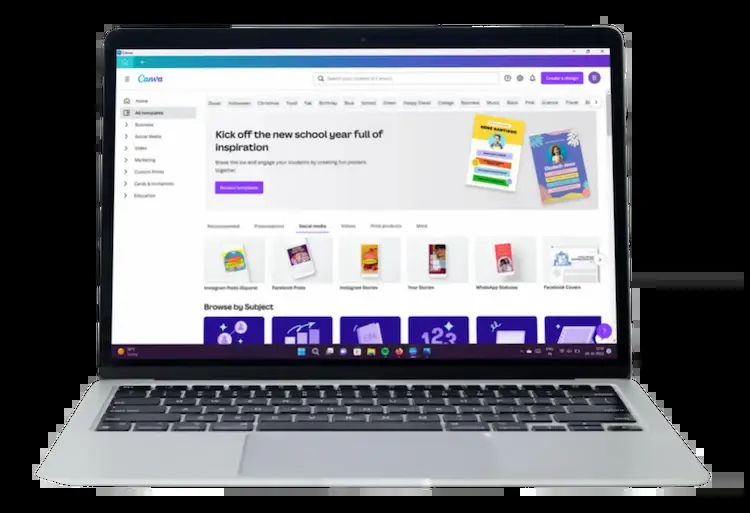 Canva
Canva
Search your content or Canva's
Create a design
Home
All templates
Business
Social Media
Video
Marketing
Custom Prints
Cards & Invitations
Education
Diwali Halloween Christmas Food Fall Birthday Blue School Green Happy Diwali College Business Music Black Pink Science Travel
Kick off the new school year full of
inspiration
Break the ice and engage your students by creating fun posters
together!
Browse templates
Recommended Presentations Social media Videos Print products More
Instagram Posts (Square)
Facebook Posts
Instagram Stories
Your Stories
WhatsApp Statuses
Facebook Covers
Browse by Subject
123